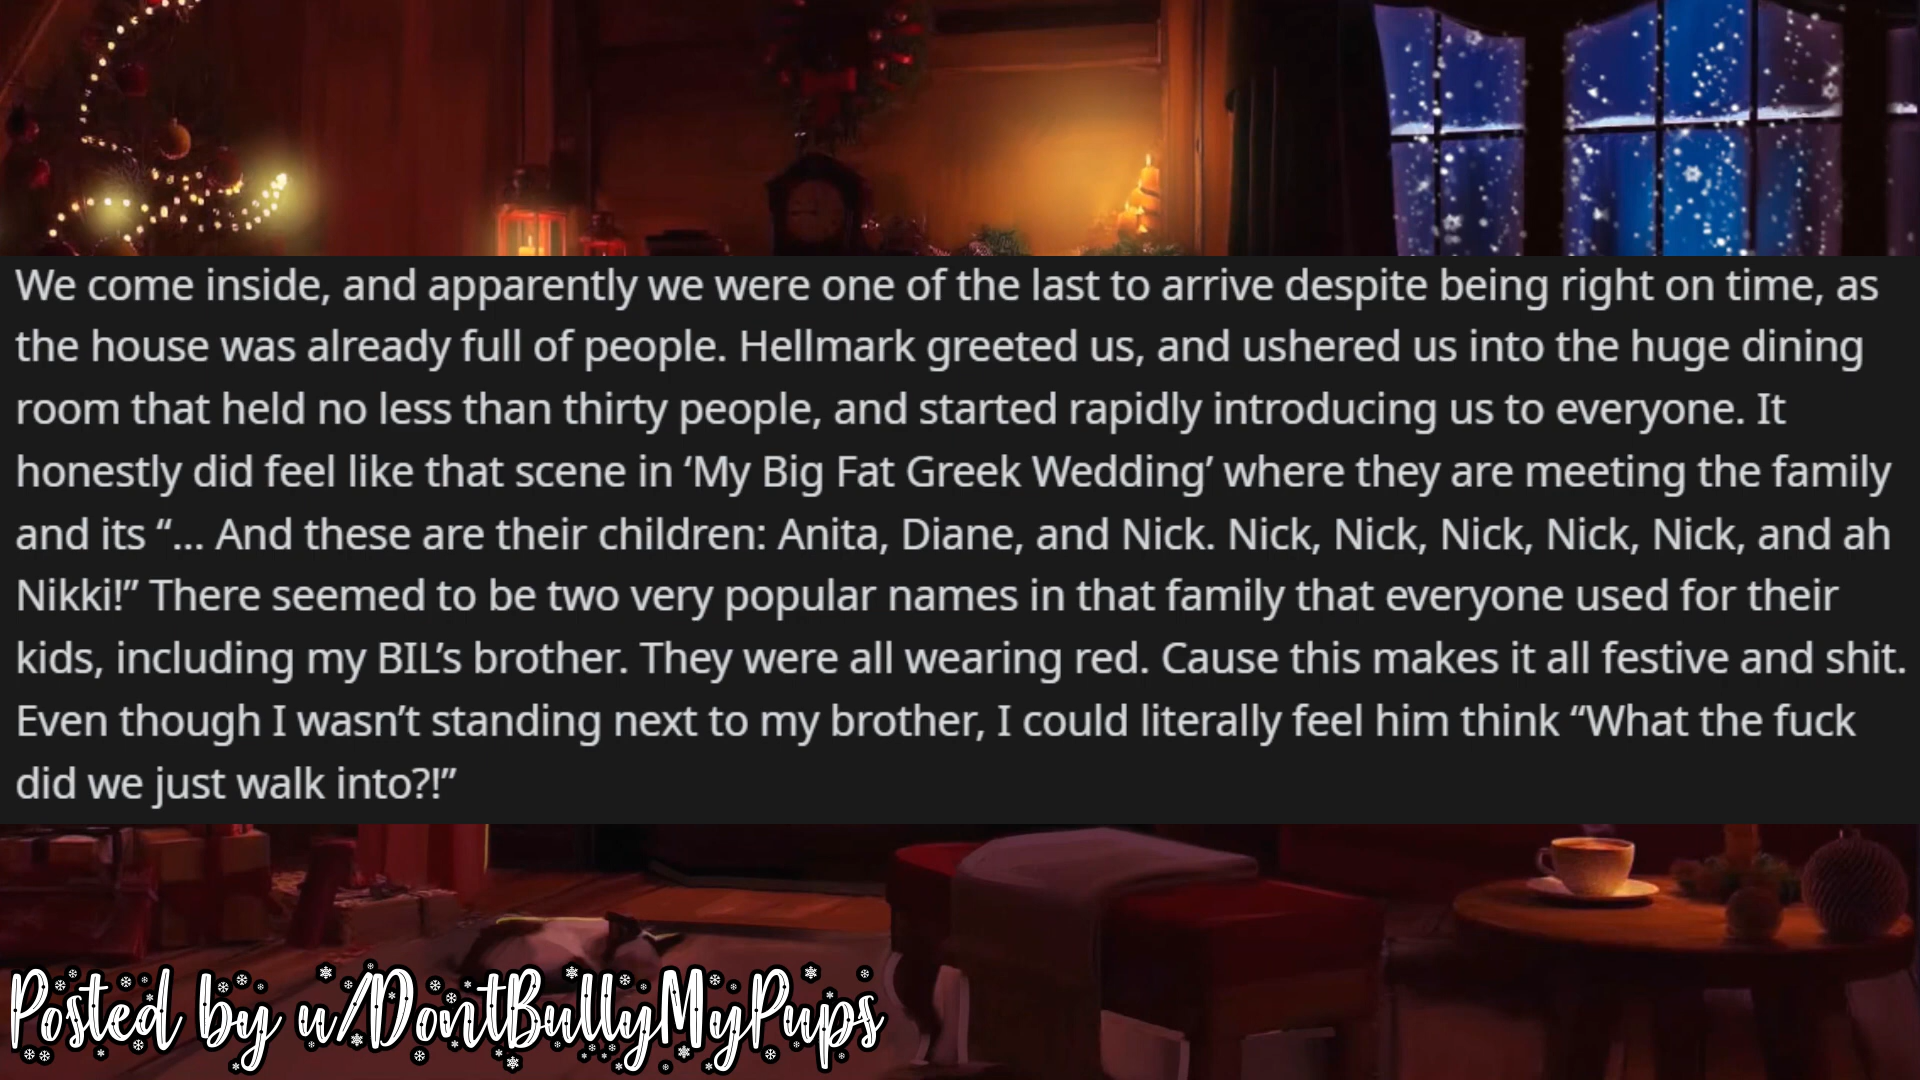 We come inside, and apparently we were one of the last to arrive despite being right on time, as
the house was already full of people. Hellmark greeted us, and ushered us into the huge dining
room that held no less than thirty people, and started rapidly introducing us to everyone. It
honestly did feel like that scene in ‘My Big Fat Greek Wedding’ where they are meeting the family
and its “... And these are their children: Anita, Diane, and Nick. Nick, Nick, Nick, Nick, Nick, and ah
Nikki!” There seemed to be two very popular names in that family that everyone used for their
kids, including my BIL’s brother. They were all wearing red. Cause this makes it all festive and shit.
Even though I wasn’t standing next to my brother, I could literally feel him think “What the fuck
did we just walk into?!”
Posted by u/DontBullyMyPups